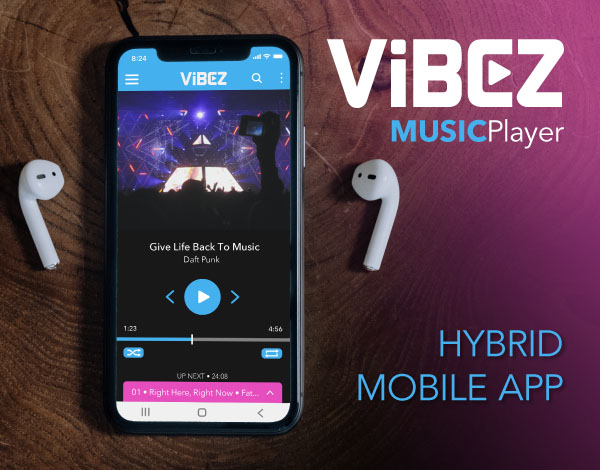 8:24
ViBEZ
Give Life Back To Music
Daft Punk
1:23
4:56
UP NEXT • 24:08
01 • Right Here, Right Now • Fat...
ViBEZ
MUSICPlayer
HYBRID
MOBILE APP